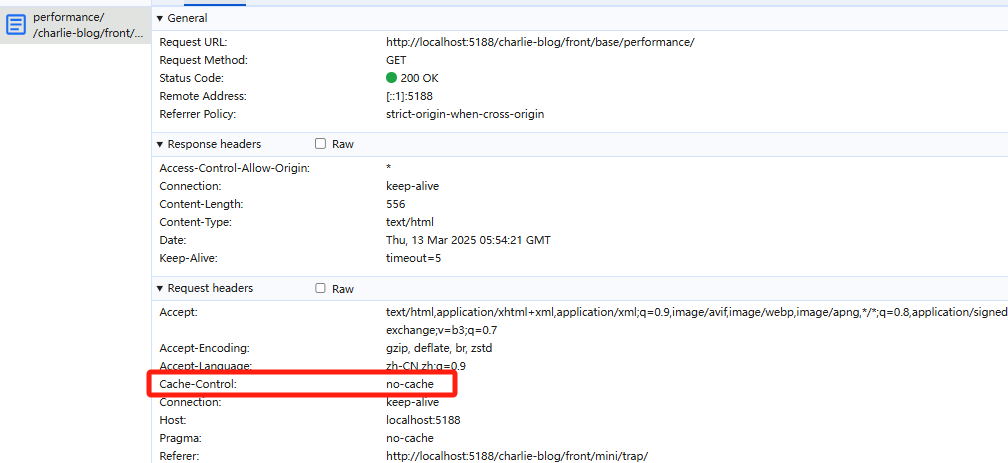 performance/
/charlie-blog/front/...
General
Request URL: http://localhost:5188/charlie-blog/front/base/performance/
Request Method: GET
Status Code: 200 OK
Remote Address: [::1]:5188
Referrer Policy: strict-origin-when-cross-origin
Response headers Raw
Access-Control-Allow-Origin: *
Connection: keep-alive
Content-Length: 556
Content-Type: text/html
Date: Thu, 13 Mar 2025 05:54:21 GMT
Keep-Alive: timeout=5
Request headers Raw
Accept: text/html,application/xhtml+xml,application/xml;q=0.9,image/avif,image/webp,image/apng,*/*;q=0.8,application/signed
exchange;v=b3;q=0.7
Accept-Encoding: gzip, deflate, br, zstd
Accept-Language: zh-CN,zh;q=0.9
Cache-Control: no-cache
Connection: keep-alive
Host: localhost:5188
Pragma: no-cache
Referer: http://localhost:5188/charlie-blog/front/mini/trap/